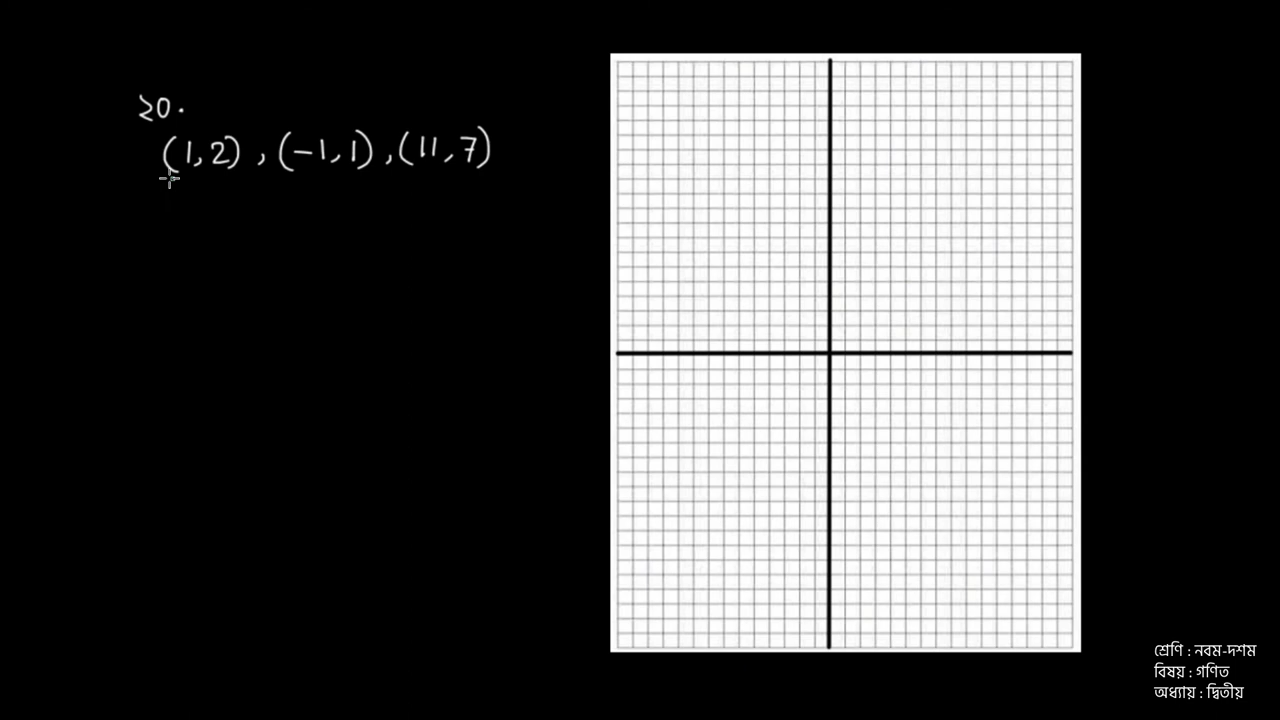 ২০.
(1,2) , (-1,1) , (11,7)
শ্রেণি : নবম-দশম
বিষয় : গণিত
অধ্যায় : দ্বিতীয়